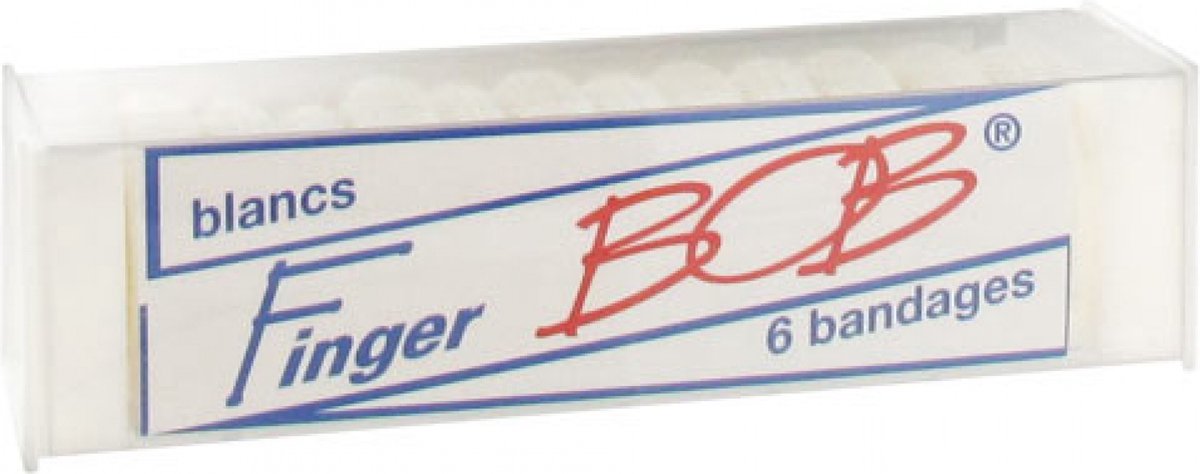 blancs
Finger BOB®
6 bandages